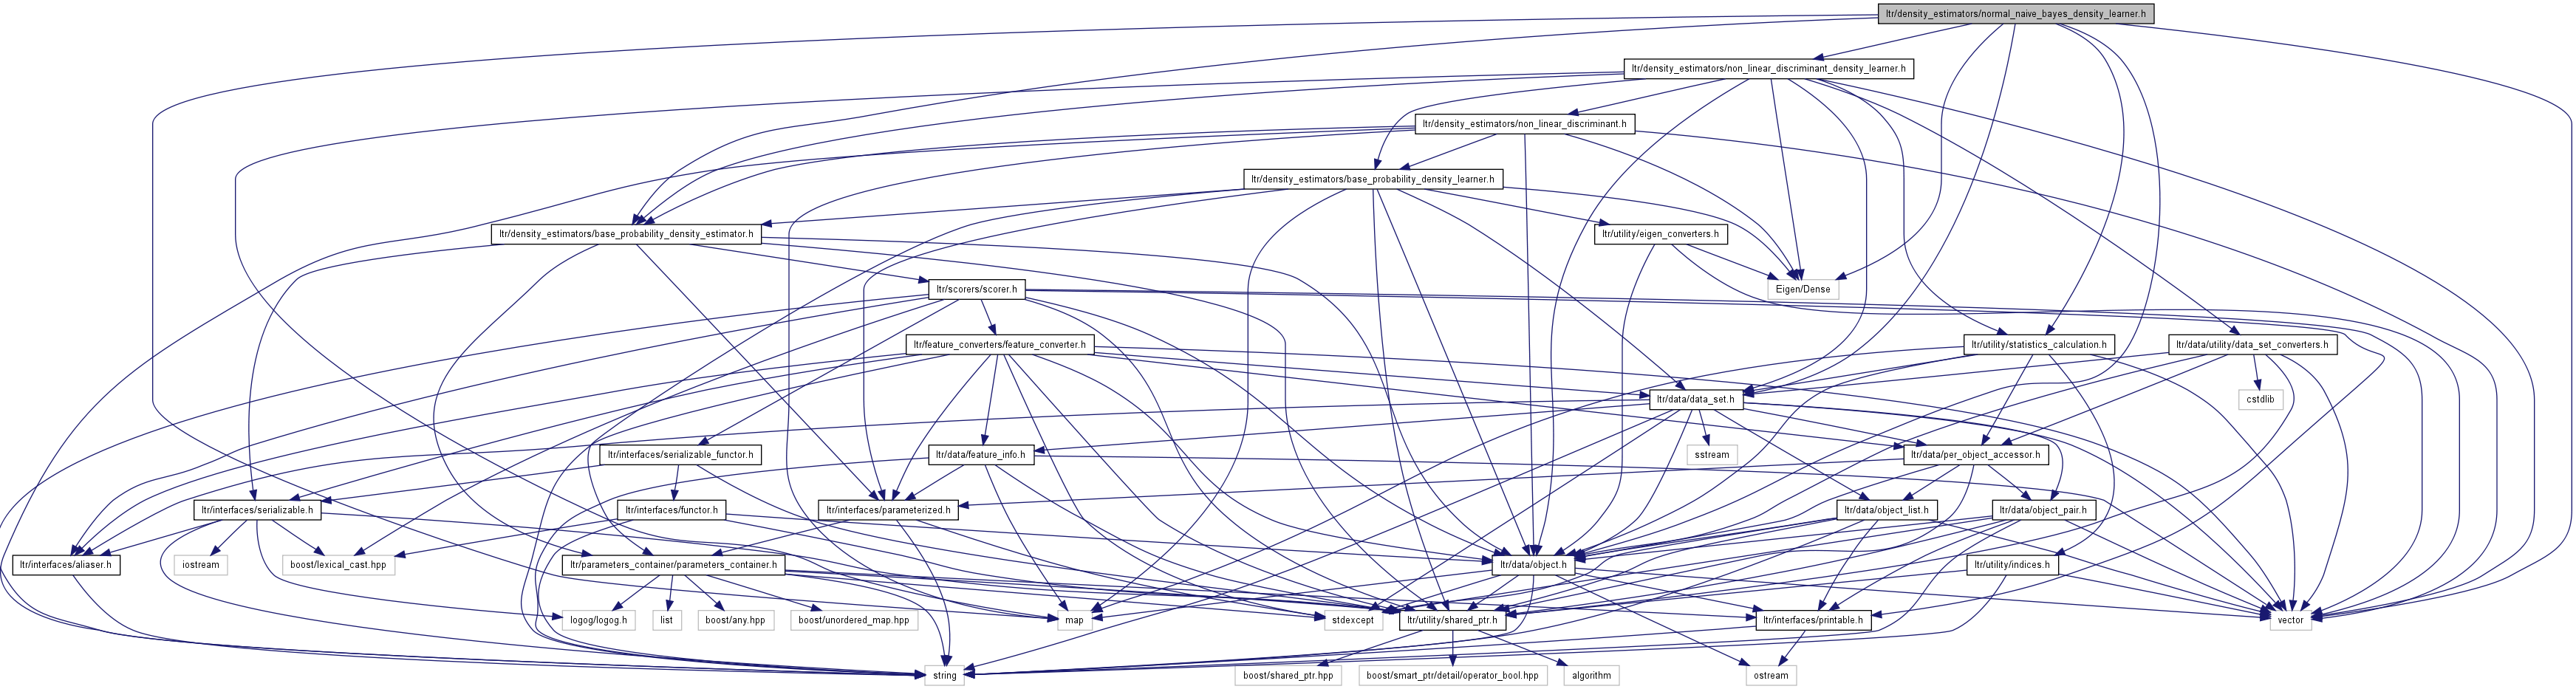 ltr/density_estimators/normal_naive_bayes_density_learner.h
ltr/density_estimators/non_linear_discriminant_density_learner.h
ltr/density_estimators/non_linear_discriminant.h
ltr/density_estimators/base_probability_density_learner.h
ltr/density_estimators/base_probability_density_estimator.h
ltr/utility/eigen_converters.h
ltr/scorers/scorer.h
Eigen/Dense
ltr/feature_converters/feature_converter.h
ltr/utility/statistics_calculation.h
ltr/data/utility/data_set_converters.h
ltr/data/data_set.h
cstdlib
ltr/interfaces/serializable_functor.h
ltr/data/feature_info.h
sstream
ltr/data/per_object_accessor.h
ltr/interfaces/serializable.h
ltr/interfaces/functor.h
ltr/interfaces/parameterized.h
ltr/data/object_list.h
ltr/data/object_pair.h
ltr/interfaces/aliaser.h
iostream
boost/lexical_cast.hpp
ltr/parameters_container/parameters_container.h
ltr/data/object.h
ltr/utility/indices.h
logog/logog.h
list
boost/any.hpp
boost/unordered_map.hpp
map
stdexcept
ltr/utility/shared_ptr.h
ltr/interfaces/printable.h
vector
string
boost/shared_ptr.hpp
boost/smart_ptr/detail/operator_bool.hpp
algorithm
ostream